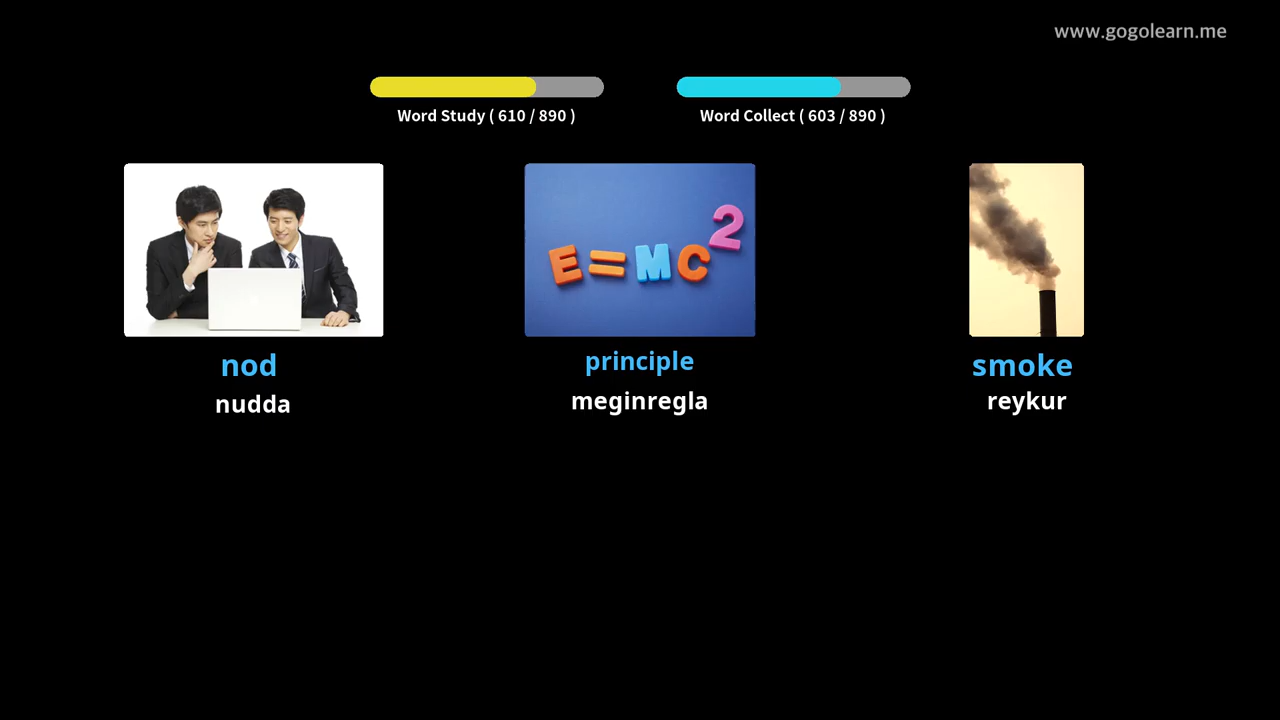 www.gogolearn.me
Word Study ( 610 / 890 )
Word Collect ( 603 / 890 )
E=MC2
nod
principle
smoke
nudda
meginregla
reykur